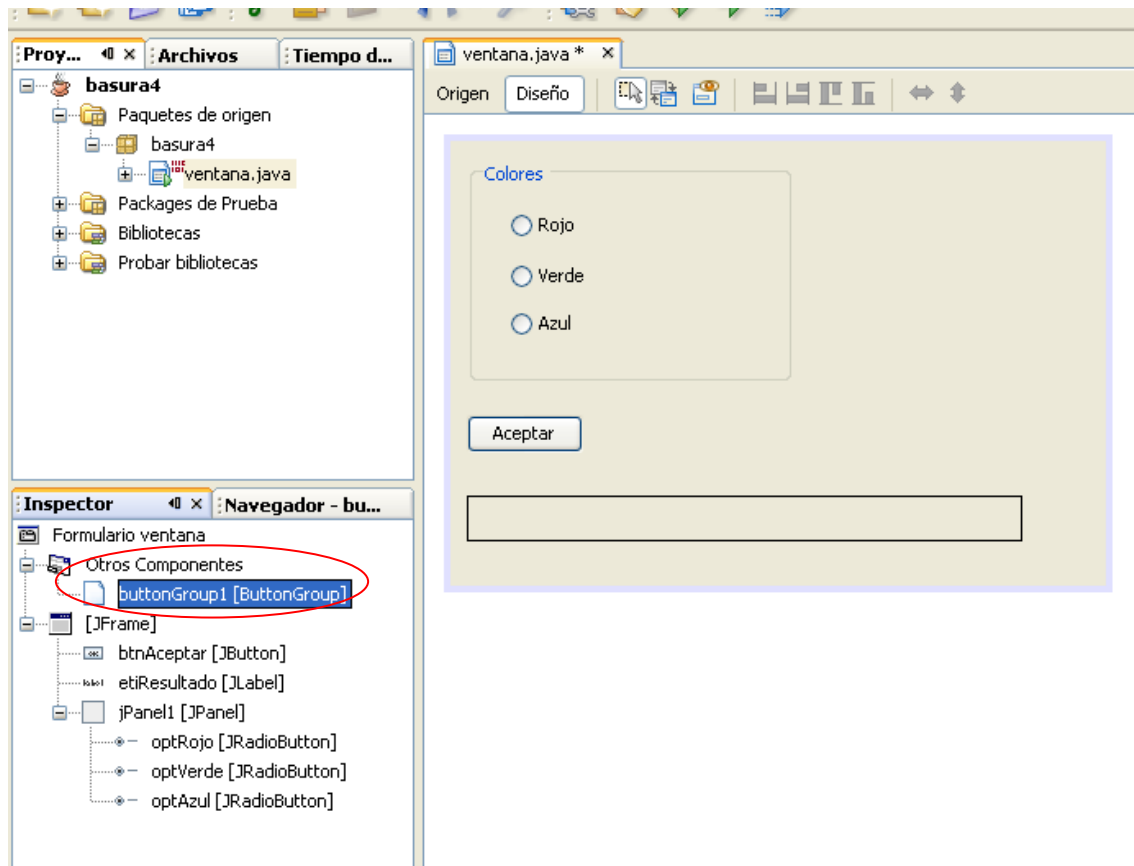 Proy... Archivos Tiempo d...
basura4
Paquetes de origen
basura4
ventana.java
Packages de Prueba
Bibliotecas
Probar bibliotecas
ventana.java *
Origen Diseño
Colores
Rojo
Verde
Azul
Aceptar
Inspector Navegador - bu...
Formulario ventana
Otros Componentes
buttonGroup1 [ButtonGroup]
[JFrame]
OK btnAceptar [JButton]
label etiResultado [JLabel]
jPanel1 [JPanel]
optRojo [JRadioButton]
optVerde [JRadioButton]
optAzul [JRadioButton]